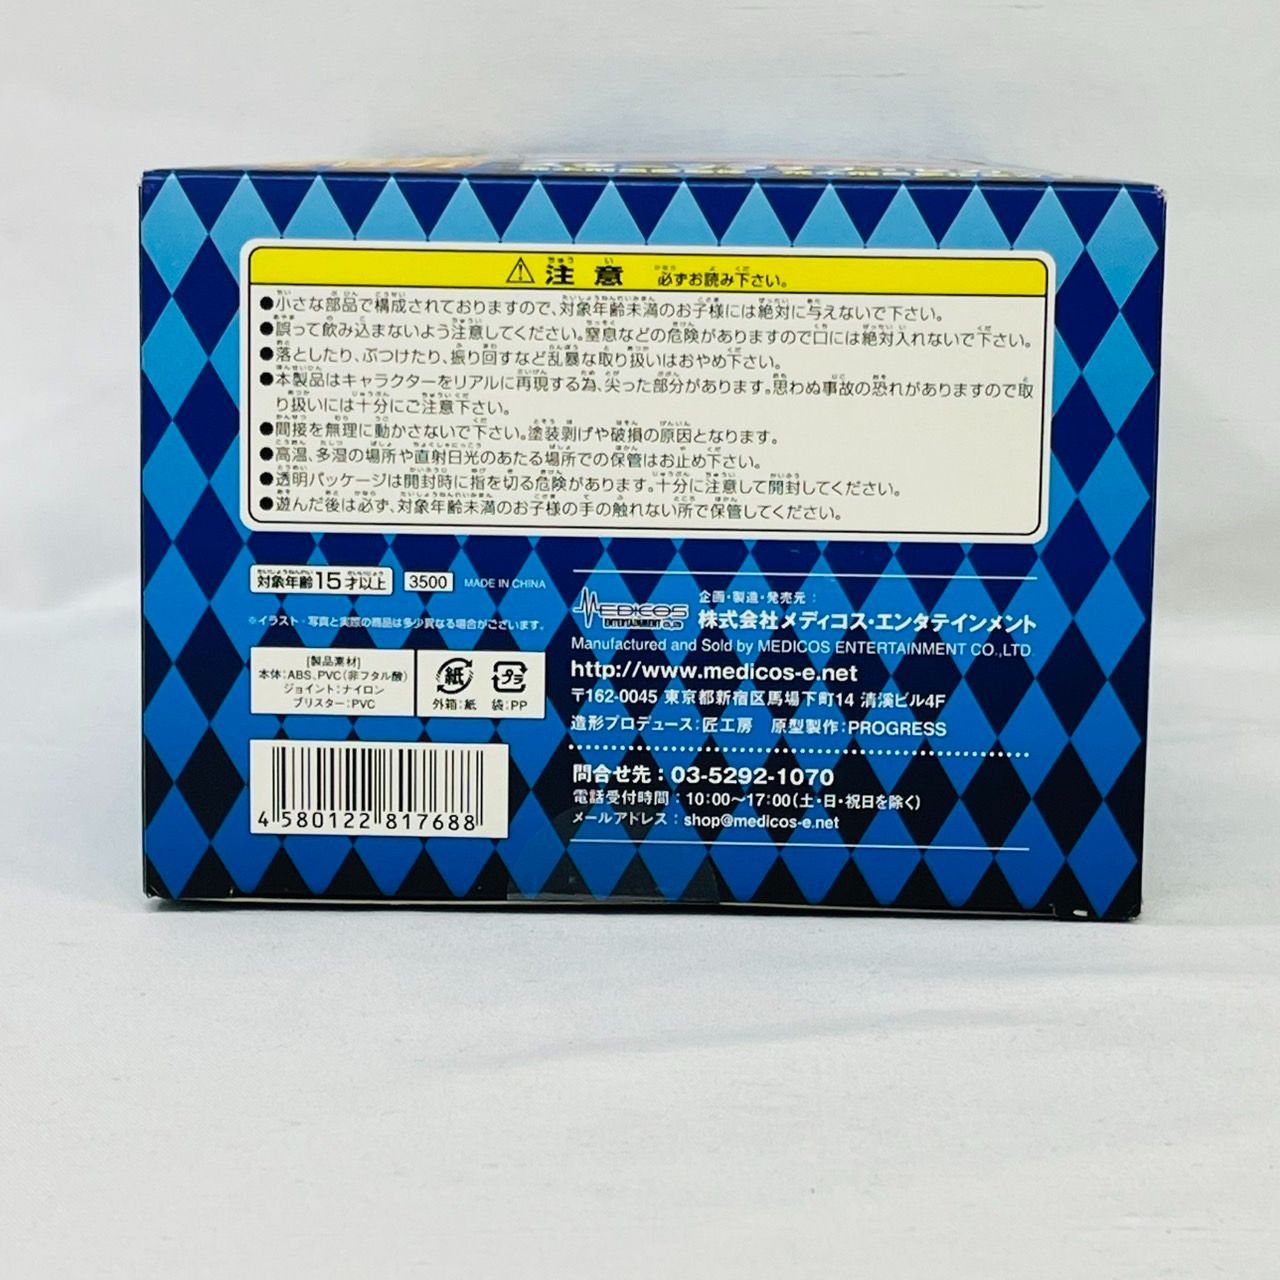 ⚠注意 必ずお読み下さい。
●小さな部品で構成されておりますので、対象年齢未満のお子様には絶対に与えないで下さい。
●誤って飲み込まないよう注意してください。窒息などの危険がありますので口には絶対入れないで下さい。
●落としたり、ぶつけたり、振り回すなど乱暴な取り扱いはおやめ下さい。
●本製品はキャラクターをリアルに再現する為、尖った部分があります。思わぬ事故の恐れがありますので取
り扱いには十分にご注意下さい。
●間接を無理に動かさないで下さい。塗装剥げや破損の原因となります。
●高温、多湿の場所や直射日光のあたる場所での保管はお止め下さい。
●透明パッケージは開封時に指を切る危険があります。十分に注意して開封してください。
●遊んだ後は必ず、対象年齢未満のお子様の手の触れない所で保管してください。
対象年齢15才以上 3500 MADE IN CHINA
※イラスト・写真と実際の商品は多少異なる場合がございます。
[製品素材]
本体:ABS、PVC(非フタル酸)
ジョイント:ナイロン
ブリスター:PVC
紙 プラ
外箱:紙 袋:PP
4 580122 817688
MEDICOS
ENTERTAINMENT CO.,LTD
企画・製造・発売元:
株式会社メディコス・エンタテインメント
Manufactured and Sold by MEDICOS ENTERTAINMENT CO.,LTD.
http://www.medicos-e.net
〒162-0045 東京都新宿区馬場下町14 清溪ビル4F
造形プロデュース:匠工房 原型製作:PROGRESS
問合せ先:03-5292-1070
電話受付時間:10:00〜17:00(土・日・祝日を除く)
メールアドレス:shop@medicos-e.net